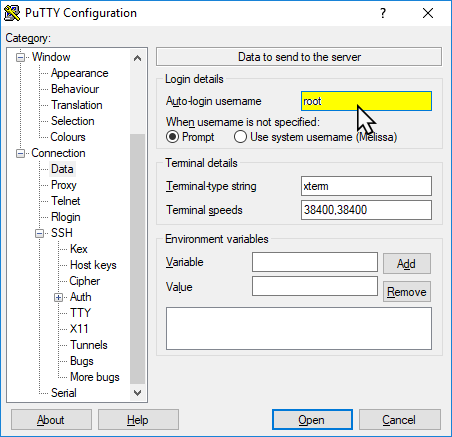 PuTTY Configuration
Category:
Window
Appearance
Behaviour
Translation
Selection
Colours
Connection
Data
Proxy
Telnet
Rlogin
SSH
Kex
Host keys
Cipher
Auth
TTY
X11
Tunnels
Bugs
More bugs
Serial
Data to send to the server
Login details
Auto-login username root
When username is not specified:
Prompt Use system username (Melissa)
Terminal details
Terminal-type string xterm
Terminal speeds 38400,38400
Environment variables
Variable Add
Value Remove
About Help Open Cancel